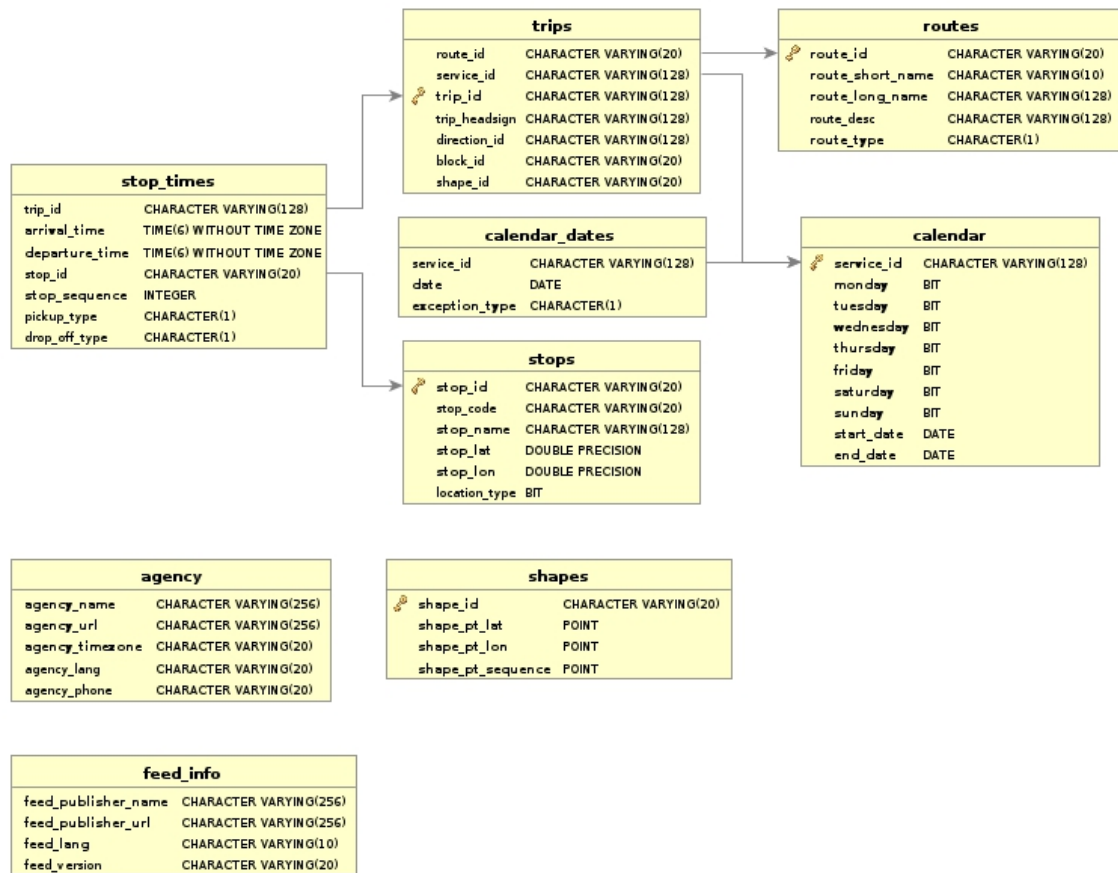 trips
route_id CHARACTER VARYING(20)
service_id CHARACTER VARYING(128)
trip_id CHARACTER VARYING(128)
trip_headsign CHARACTER VARYING(128)
direction_id CHARACTER VARYING(128)
block_id CHARACTER VARYING(20)
shape_id CHARACTER VARYING(20)
routes
route_id CHARACTER VARYING(20)
route_short_name CHARACTER VARYING(10)
route_long_name CHARACTER VARYING(128)
route_desc CHARACTER VARYING(128)
route_type CHARACTER(1)
stop_times
trip_id CHARACTER VARYING(128)
arrival_time TIME(6) WITHOUT TIME ZONE
departure_time TIME(6) WITHOUT TIME ZONE
stop_id CHARACTER VARYING(20)
stop_sequence INTEGER
pickup_type CHARACTER(1)
drop_off_type CHARACTER(1)
calendar_dates
service_id CHARACTER VARYING(128)
date DATE
exception_type CHARACTER(1)
calendar
service_id CHARACTER VARYING(128)
monday BIT
tuesday BIT
wednesday BIT
thursday BIT
friday BIT
saturday BIT
sunday BIT
start_date DATE
end_date DATE
stops
stop_id CHARACTER VARYING(20)
stop_code CHARACTER VARYING(20)
stop_name CHARACTER VARYING(128)
stop_lat DOUBLE PRECISION
stop_lon DOUBLE PRECISION
location_type BIT
agency
agency_name CHARACTER VARYING(256)
agency_url CHARACTER VARYING(256)
agency_timezone CHARACTER VARYING(20)
agency_lang CHARACTER VARYING(20)
agency_phone CHARACTER VARYING(20)
shapes
shape_id CHARACTER VARYING(20)
shape_pt_lat POINT
shape_pt_lon POINT
shape_pt_sequence POINT
feed_info
feed_publisher_name CHARACTER VARYING(256)
feed_publisher_url CHARACTER VARYING(256)
feed_lang CHARACTER VARYING(10)
feed_version CHARACTER VARYING(20)